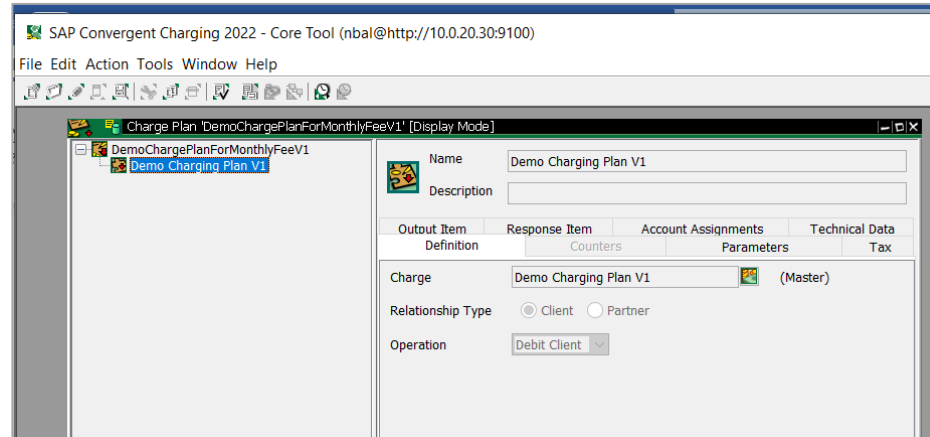 SAP Convergent Charging 2022 - Core Tool (nbal@http://10.0.20.30:9100)
File Edit Action Tools Window Help
Charge Plan 'DemoChargePlanForMonthlyFeeV1' [Display Mode]
DemoChargePlanForMonthlyFeeV1
Demo Charging Plan V1
Name Demo Charging Plan V1
Description
Output Item Response Item Account Assignments Technical Data
Definition Counters Parameters Tax
Charge Demo Charging Plan V1 (Master)
Relationship Type Client Partner
Operation Debit Client